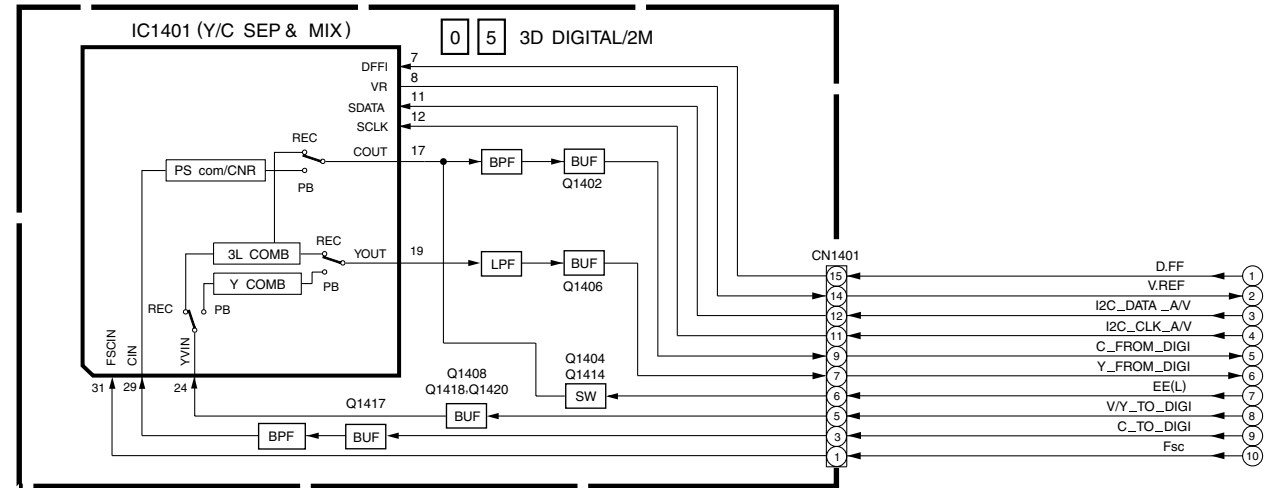 IC1401 (Y/C SEP & MIX)
0 5 3D DIGITAL/2M
DFFI 7
VR 8
SDATA 11
SCLK 12
REC
COUT 17
PS com/CNR
PB
BPF
BUF
Q1402
REC
YOUT 19
3L COMB
Y COMB
PB
LPF
BUF
Q1406
REC
PB
FSCIN
CIN
YVIN
31
29
24
Q1404
Q1414
SW
Q1408
Q1418,Q1420
BUF
Q1417
BPF
BUF
CN1401
15 D.FF 1
14 V.REF 2
12 I2C_DATA _A/V 3
11 I2C_CLK_A/V 4
9 C_FROM_DIGI 5
7 Y_FROM_DIGI 6
6 EE(L) 7
5 V/Y_TO_DIGI 8
3 C_TO_DIGI 9
1 Fsc 10